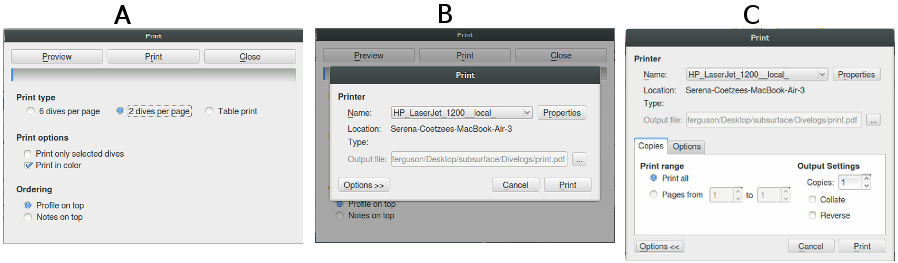 A
Print
Preview Print Close
Print type
6 dives per page 2 dives per page Table print
Print options
Print only selected dives
Print in color
Ordering
Profile on top
Notes on top
B
Print
Preview Print Close
Print
Printer
Name: HP_LaserJet_1200__local_ Properties
Location: Serena-Coetzees-MacBook-Air-3
Type:
Output file: ferguson/Desktop/subsurface/Divelogs/print.pdf ...
Options >> Cancel Print
Profile on top
Notes on top
C
Print
Printer
Name: HP_LaserJet_1200__local_ Properties
Location: Serena-Coetzees-MacBook-Air-3
Type:
Output file: ferguson/Desktop/subsurface/Divelogs/print.pdf ...
Copies Options
Print range Output Settings
Print all Copies: 1
Pages from 1 to 1 Collate
Reverse
Options << Cancel Print